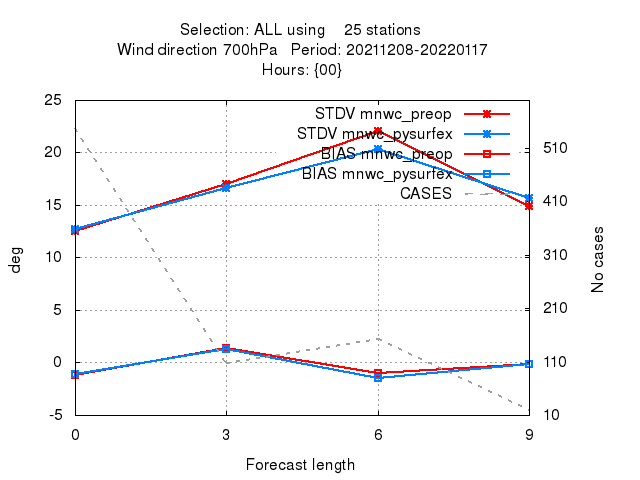 Selection: ALL using    25 stations
Wind direction 700hPa   Period: 20211208-20220117
Hours: {00}
STDV mnwc_preop
STDV mnwc_pysurfex
BIAS mnwc_preop
BIAS mnwc_pysurfex
CASES
25
20
15
10
5
0
-5
deg
510
410
310
210
110
10
No cases
0 3 6 9
Forecast length